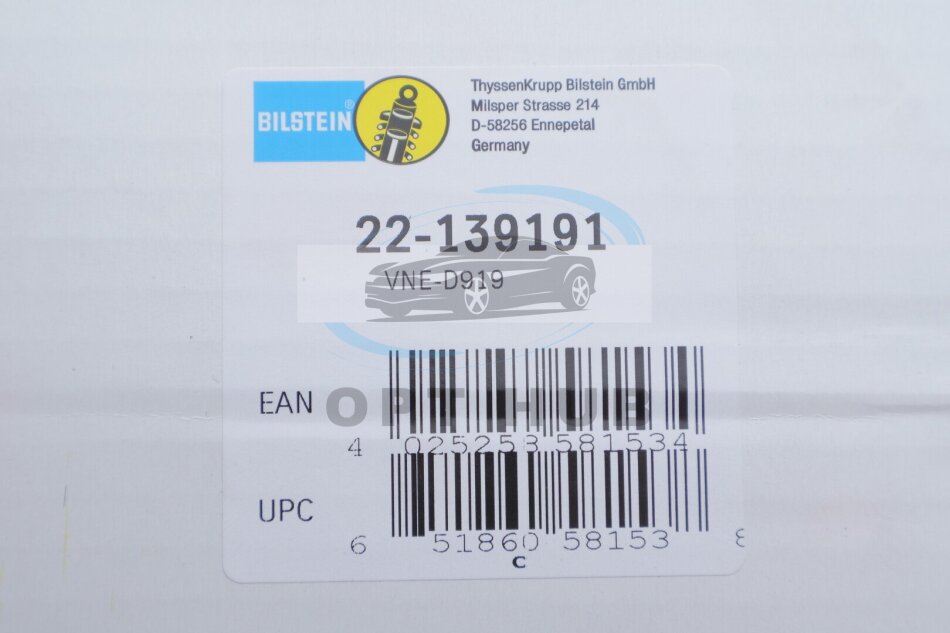 BILSTEIN®
ThyssenKrupp Bilstein GmbH
Milsper Strasse 214
D-58256 Ennepetal
Germany
22-139191
VNE-D919
OPT HUB
EAN
4 025258 581534
UPC
6 51860 58153 8
C